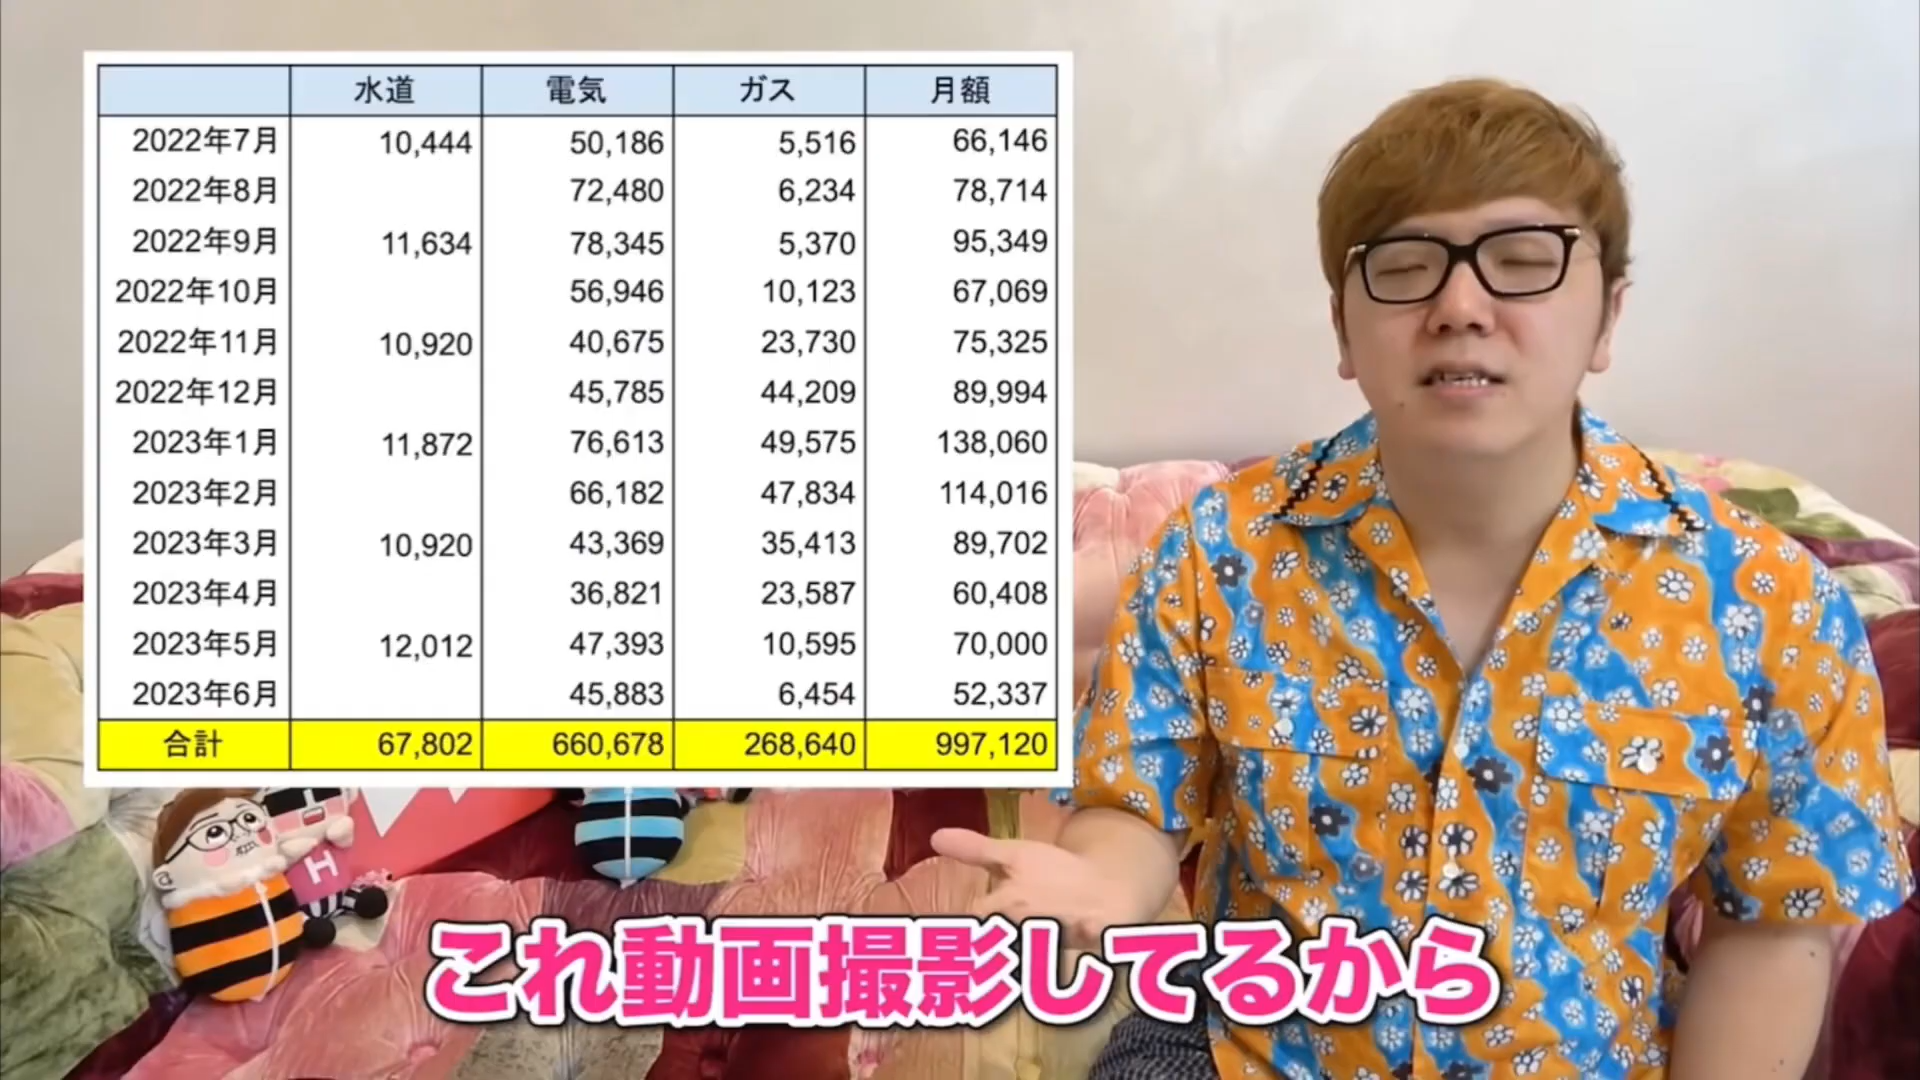 水道 電気 ガス 月額
2022年7月 10,444 50,186 5,516 66,146
2022年8月 72,480 6,234 78,714
2022年9月 11,634 78,345 5,370 95,349
2022年10月 56,946 10,123 67,069
2022年11月 10,920 40,675 23,730 75,325
2022年12月 45,785 44,209 89,994
2023年1月 11,872 76,613 49,575 138,060
2023年2月 66,182 47,834 114,016
2023年3月 10,920 43,369 35,413 89,702
2023年4月 36,821 23,587 60,408
2023年5月 12,012 47,393 10,595 70,000
2023年6月 45,883 6,454 52,337
合計 67,802 660,678 268,640 997,120
H
これ動画撮影してるから